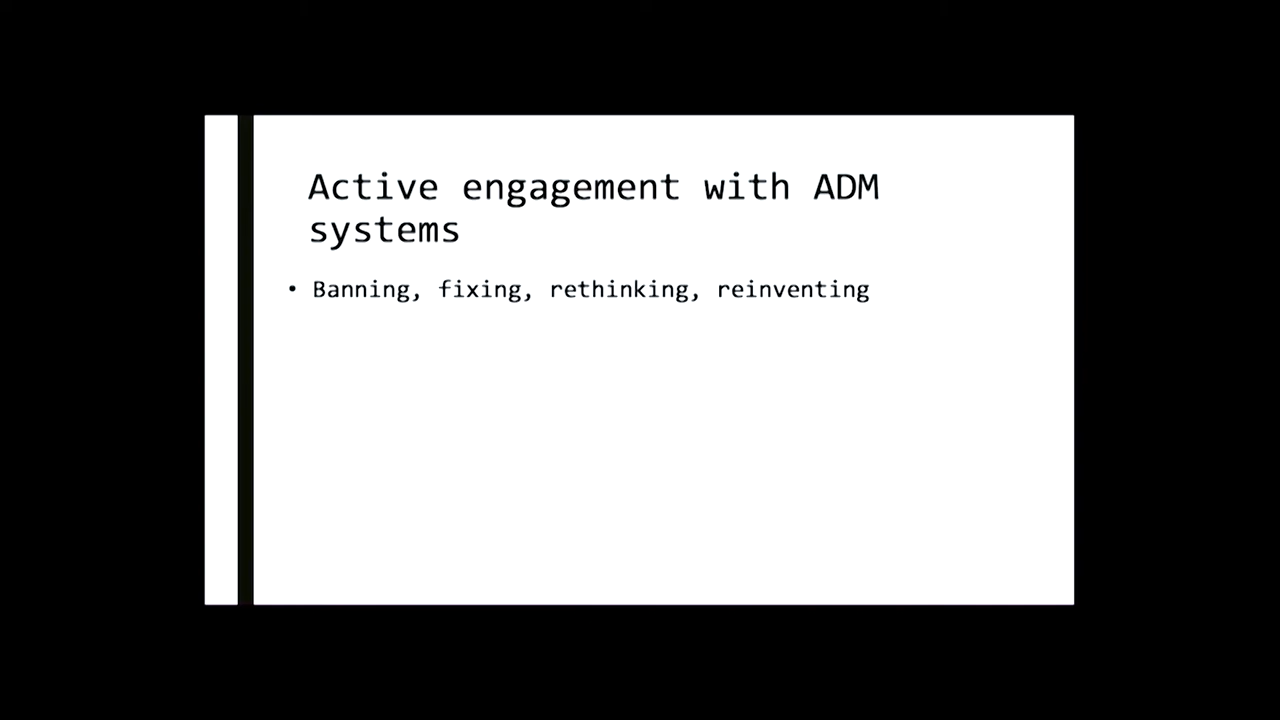 Active engagement with ADM
systems
• Banning, fixing, rethinking, reinventing